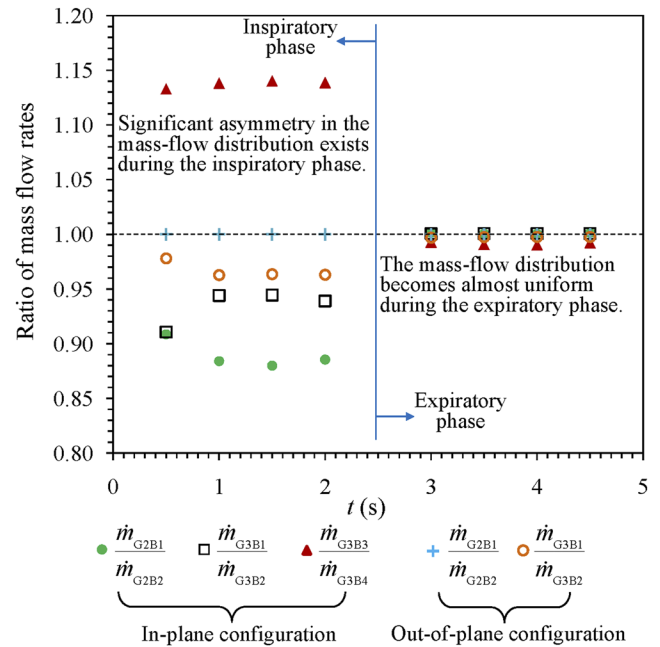 1.20
1.15
1.10
1.05
1.00
0.95
0.90
0.85
0.80
Ratio of mass flow rates
Inspiratory
phase
Significant asymmetry in the
mass-flow distribution exists
during the inspiratory phase.
The mass-flow distribution
becomes almost uniform
during the expiratory phase.
Expiratory
phase
0 1 2 3 4 5
t (s)
ṁG2B1 ṁG3B1 ṁG3B3 ṁG2B1 ṁG3B1
ṁG2B2 ṁG3B2 ṁG3B4 ṁG2B2 ṁG3B2
In-plane configuration Out-of-plane configuration